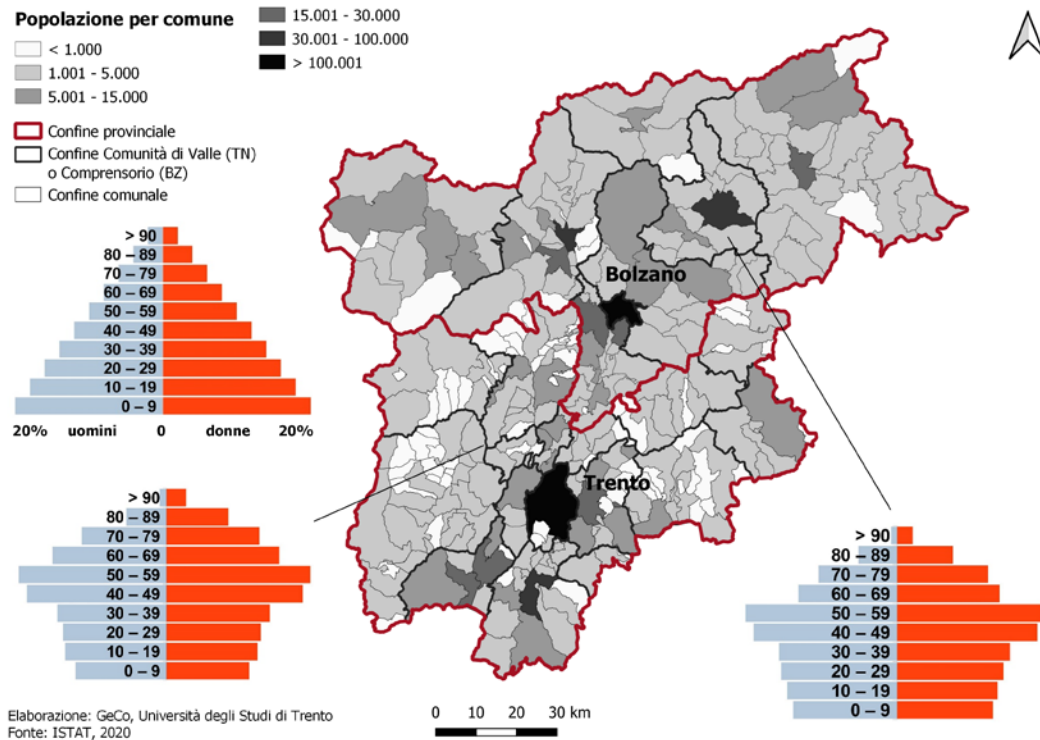 Popolazione per comune
< 1.000
1.001 - 5.000
5.001 - 15.000
15.001 - 30.000
30.001 - 100.000
> 100.001
Confine provinciale
Confine Comunità di Valle (TN)
o Comprensorio (BZ)
Confine comunale
> 90
80 – 89
70 – 79
60 – 69
50 – 59
40 – 49
30 – 39
20 – 29
10 – 19
0 – 9
20% uomini 0 donne 20%
Bolzano
Trento
> 90
80 – 89
70 – 79
60 – 69
50 – 59
40 – 49
30 – 39
20 – 29
10 – 19
0 – 9
> 90
80 – 89
70 – 79
60 – 69
50 – 59
40 – 49
30 – 39
20 – 29
10 – 19
0 – 9
Elaborazione: GeCo, Università degli Studi di Trento
Fonte: ISTAT, 2020
0 10 20 30 km